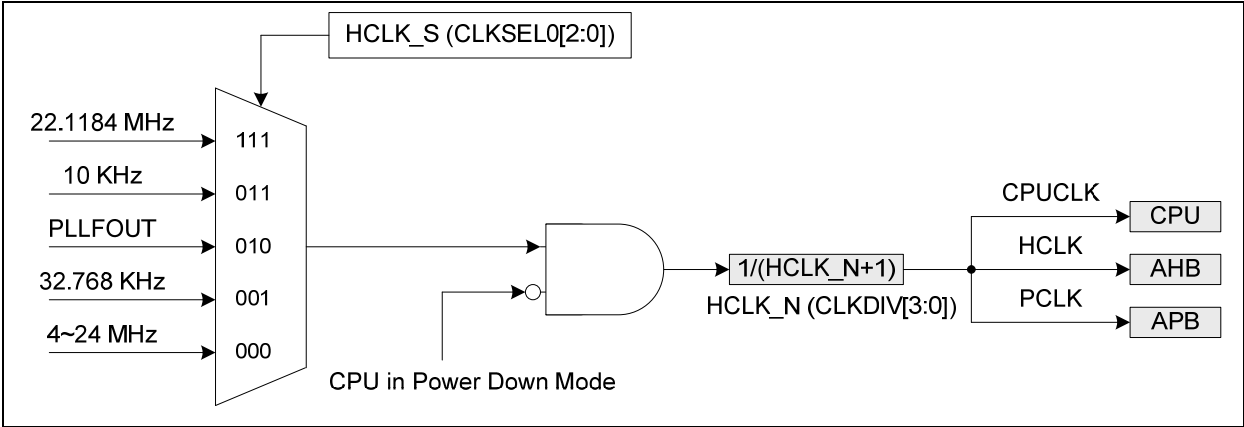 HCLK_S (CLKSEL0[2:0])
22.1184 MHz
111
10 KHz
011
PLLFOUT
010
32.768 KHz
001
4~24 MHz
000
CPU in Power Down Mode
1/(HCLK_N+1)
HCLK_N (CLKDIV[3:0])
CPUCLK
CPU
HCLK
AHB
PCLK
APB